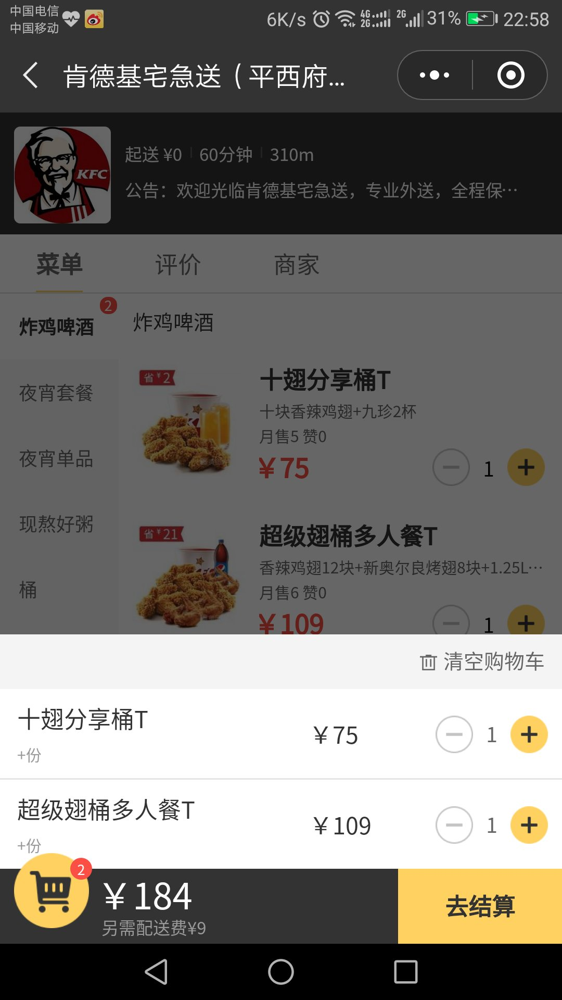 中国电信
中国移动
6K/s 4G 2G 2G 31% 22:58
肯德基宅急送（平西府...
KFC
起送 ¥0 60分钟 310m
公告：欢迎光临肯德基宅急送，专业外送，全程保…
菜单 评价 商家
炸鸡啤酒 2
夜宵套餐
夜宵单品
现熬好粥
桶
炸鸡啤酒
省¥2
十翅分享桶T
十块香辣鸡翅+九珍2杯
月售5 赞0
¥75 1
省¥21
超级翅桶多人餐T
香辣鸡翅12块+新奥尔良烤翅8块+1.25L…
月售6 赞0
¥109 1
清空购物车
十翅分享桶T
+份
¥75 1
超级翅桶多人餐T
+份
¥109 1
2
¥184
另需配送费¥9
去结算